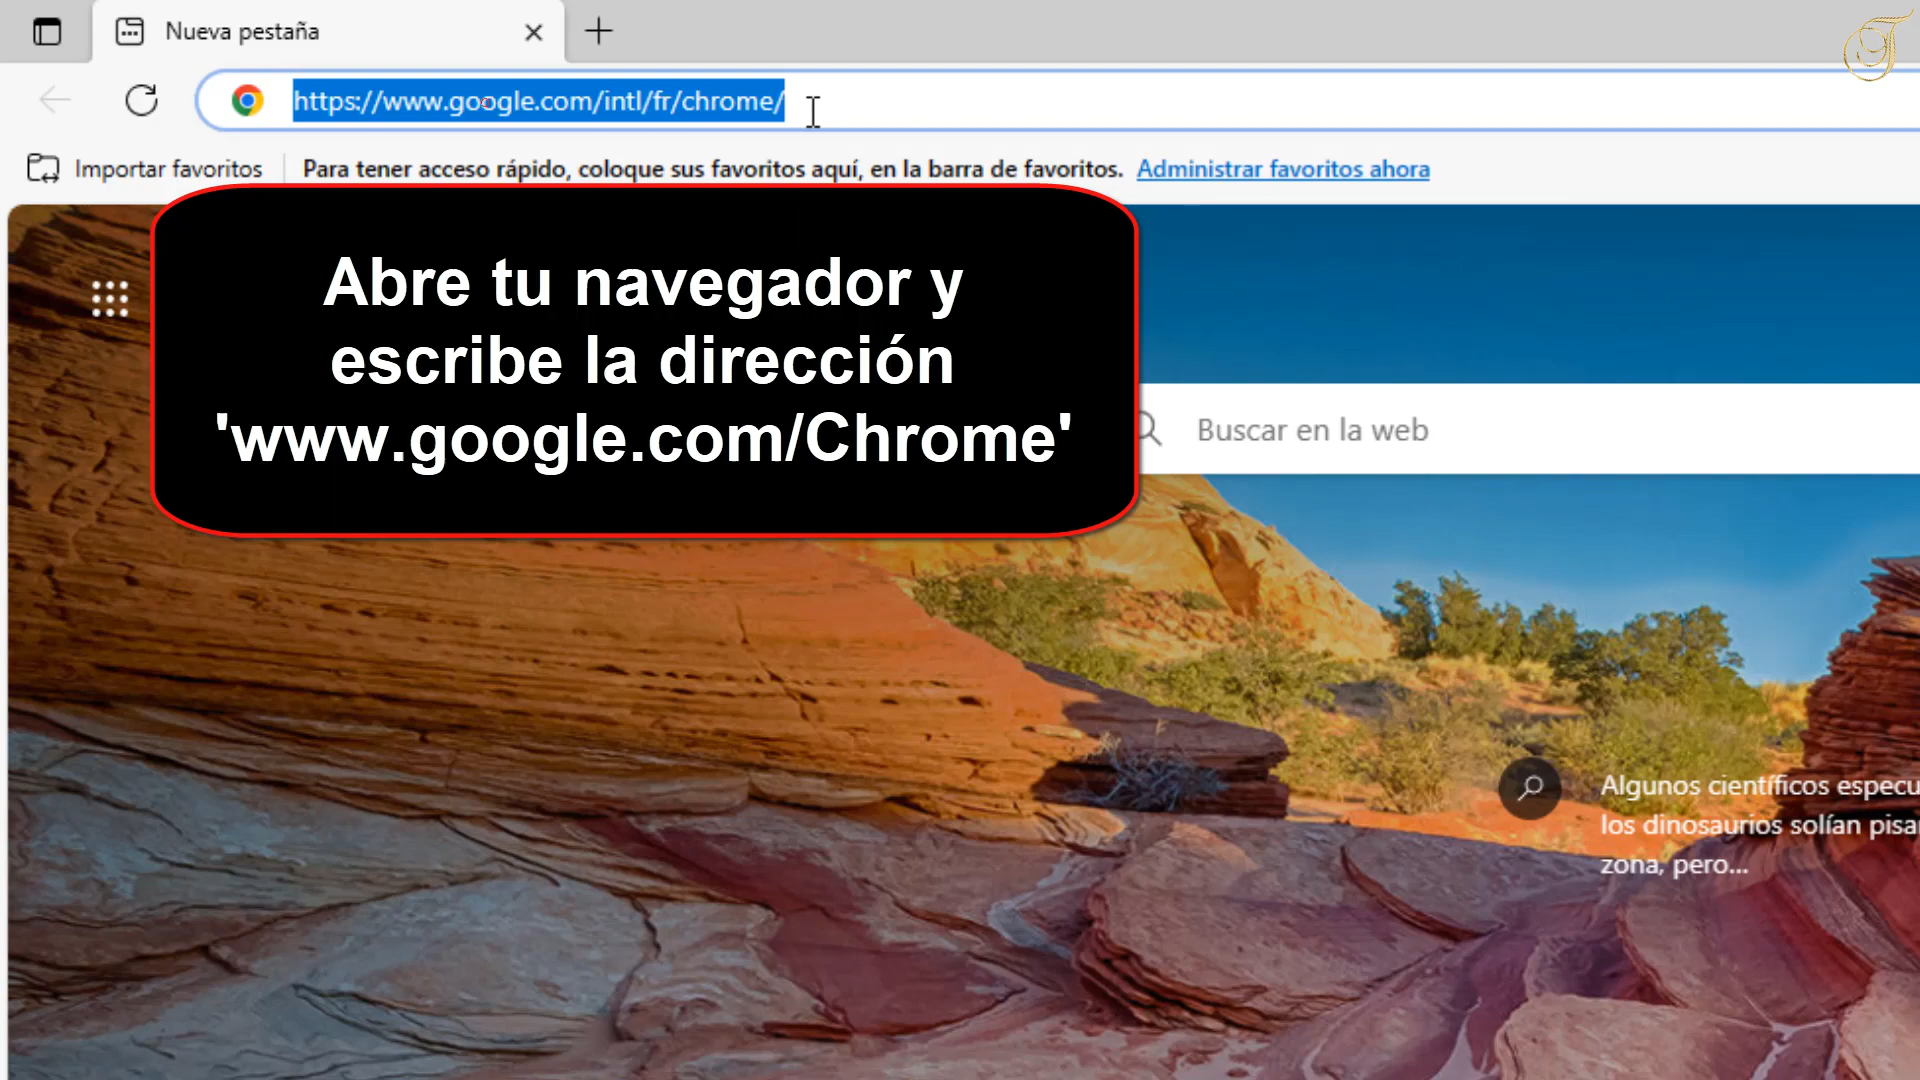 Nueva pestaña
https://www.google.com/intl/fr/chrome/
Importar favoritos
Para tener acceso rápido, coloque sus favoritos aquí, en la barra de favoritos. Administrar favoritos ahora
Abre tu navegador y
escribe la dirección
'www.google.com/Chrome'
Buscar en la web
Algunos científicos especu
los dinosaurios solían pisa
zona, pero...